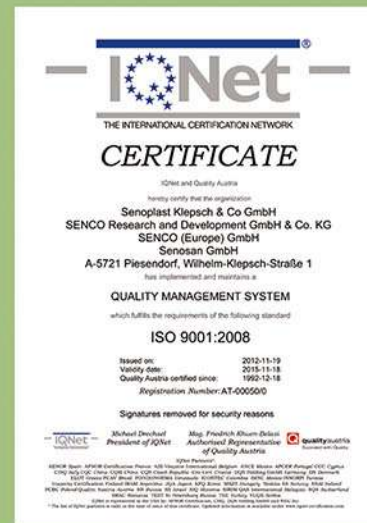 IQNet
®
THE INTERNATIONAL CERTIFICATION NETWORK
CERTIFICATE
IQNet and Quality Austria
hereby certify that the organization
Senoplast Klepsch & Co GmbH
SENCO Research and Development GmbH & Co. KG
SENCO (Europe) GmbH
Senosan GmbH
A-5721 Piesendorf, Wilhelm-Klepsch-Straße 1
has implemented and maintains a
QUALITY MANAGEMENT SYSTEM
which fulfills the requirements of the following standard
ISO 9001:2008
Issued on: 2012-11-19
Validity date: 2015-11-18
Quality Austria certified since: 1992-12-18
Registration Number: AT-00050/0
Signatures removed for security reasons
IQNet
Michael Drechsel
President of IQNet
Mag. Friedrich Khuen-Belasi
Authorised Representative
of Quality Austria
qualityaustria
Succeed with Quality
IQNet Partners*: